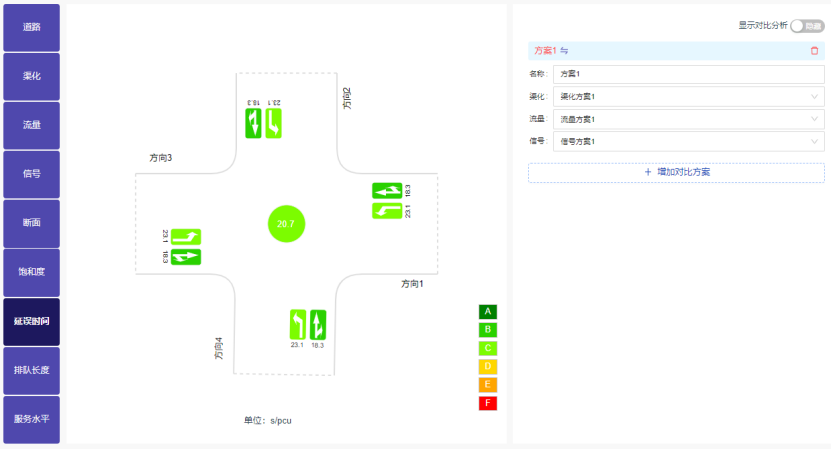 道路
渠化
流量
信号
断面
饱和度
延误时间
排队长度
服务水平
方向2
18.3
23.1
方向3
18.3
23.1
20.7
23.1
18.3
方向1
23.1
18.3
方向4
A
B
C
D
E
F
单位：s/pcu
显示对比分析 隐藏
方案1
名称: 方案1
渠化: 渠化方案1
流量: 流量方案1
信号: 信号方案1
+ 增加对比方案